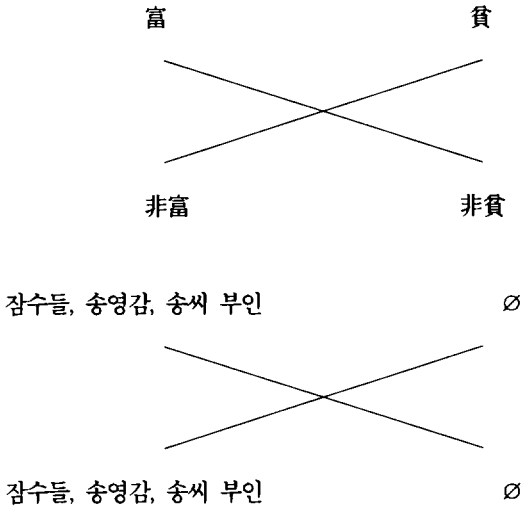 富 貧
非富 非貧
잠수들, 송영감, 송씨 부인 ∅
잠수들, 송영감, 송씨 부인 ∅